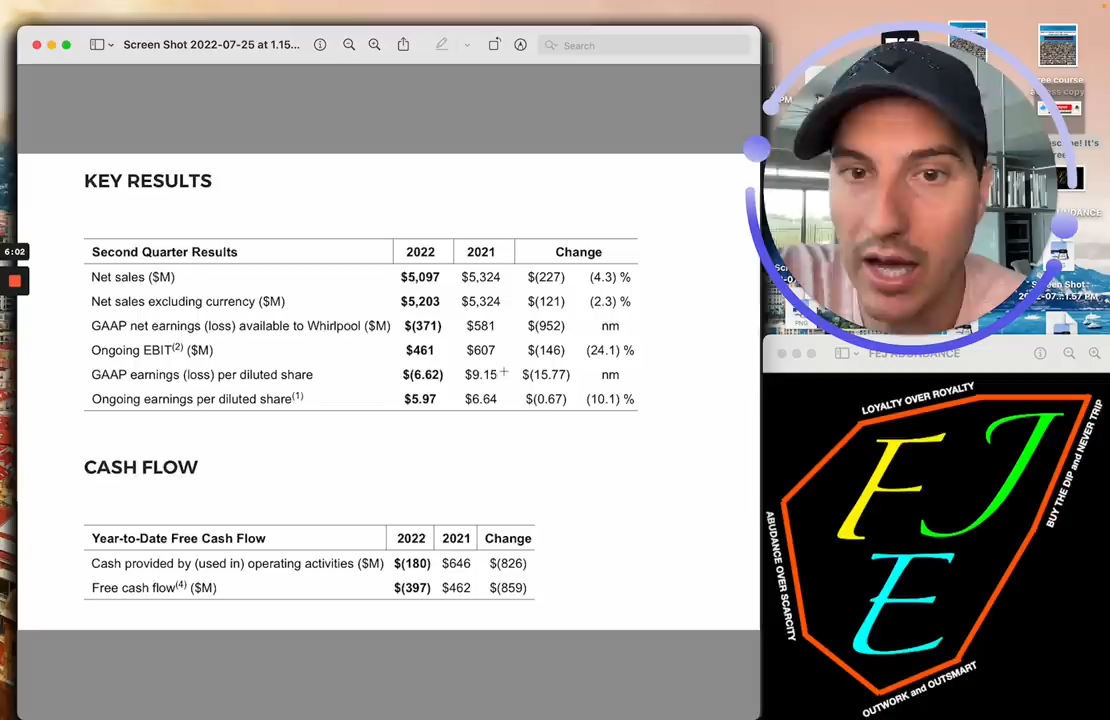 Screen Shot 2022-07-25 at 1.15...
Search
6:02
KEY RESULTS
Second Quarter Results 2022 2021 Change
Net sales ($M) $5,097 $5,324 $(227) (4.3) %
Net sales excluding currency ($M) $5,203 $5,324 $(121) (2.3) %
GAAP net earnings (loss) available to Whirlpool ($M) $(371) $581 $(952) nm
Ongoing EBIT(2) ($M) $461 $607 $(146) (24.1) %
GAAP earnings (loss) per diluted share $(6.62) $9.15 $(15.77) nm
Ongoing earnings per diluted share(1) $5.97 $6.64 $(0.67) (10.1) %
CASH FLOW
Year-to-Date Free Cash Flow 2022 2021 Change
Cash provided by (used in) operating activities ($M) $(180) $646 $(826)
Free cash flow(4) ($M) $(397) $462 $(859)
FEJ ABUNDANCE
LOYALTY OVER ROYALTY
BUY THE DIP and NEVER TRIP
ABUDANCE OVER SCARCITY
OUTWORK and OUTSMART
F J
E